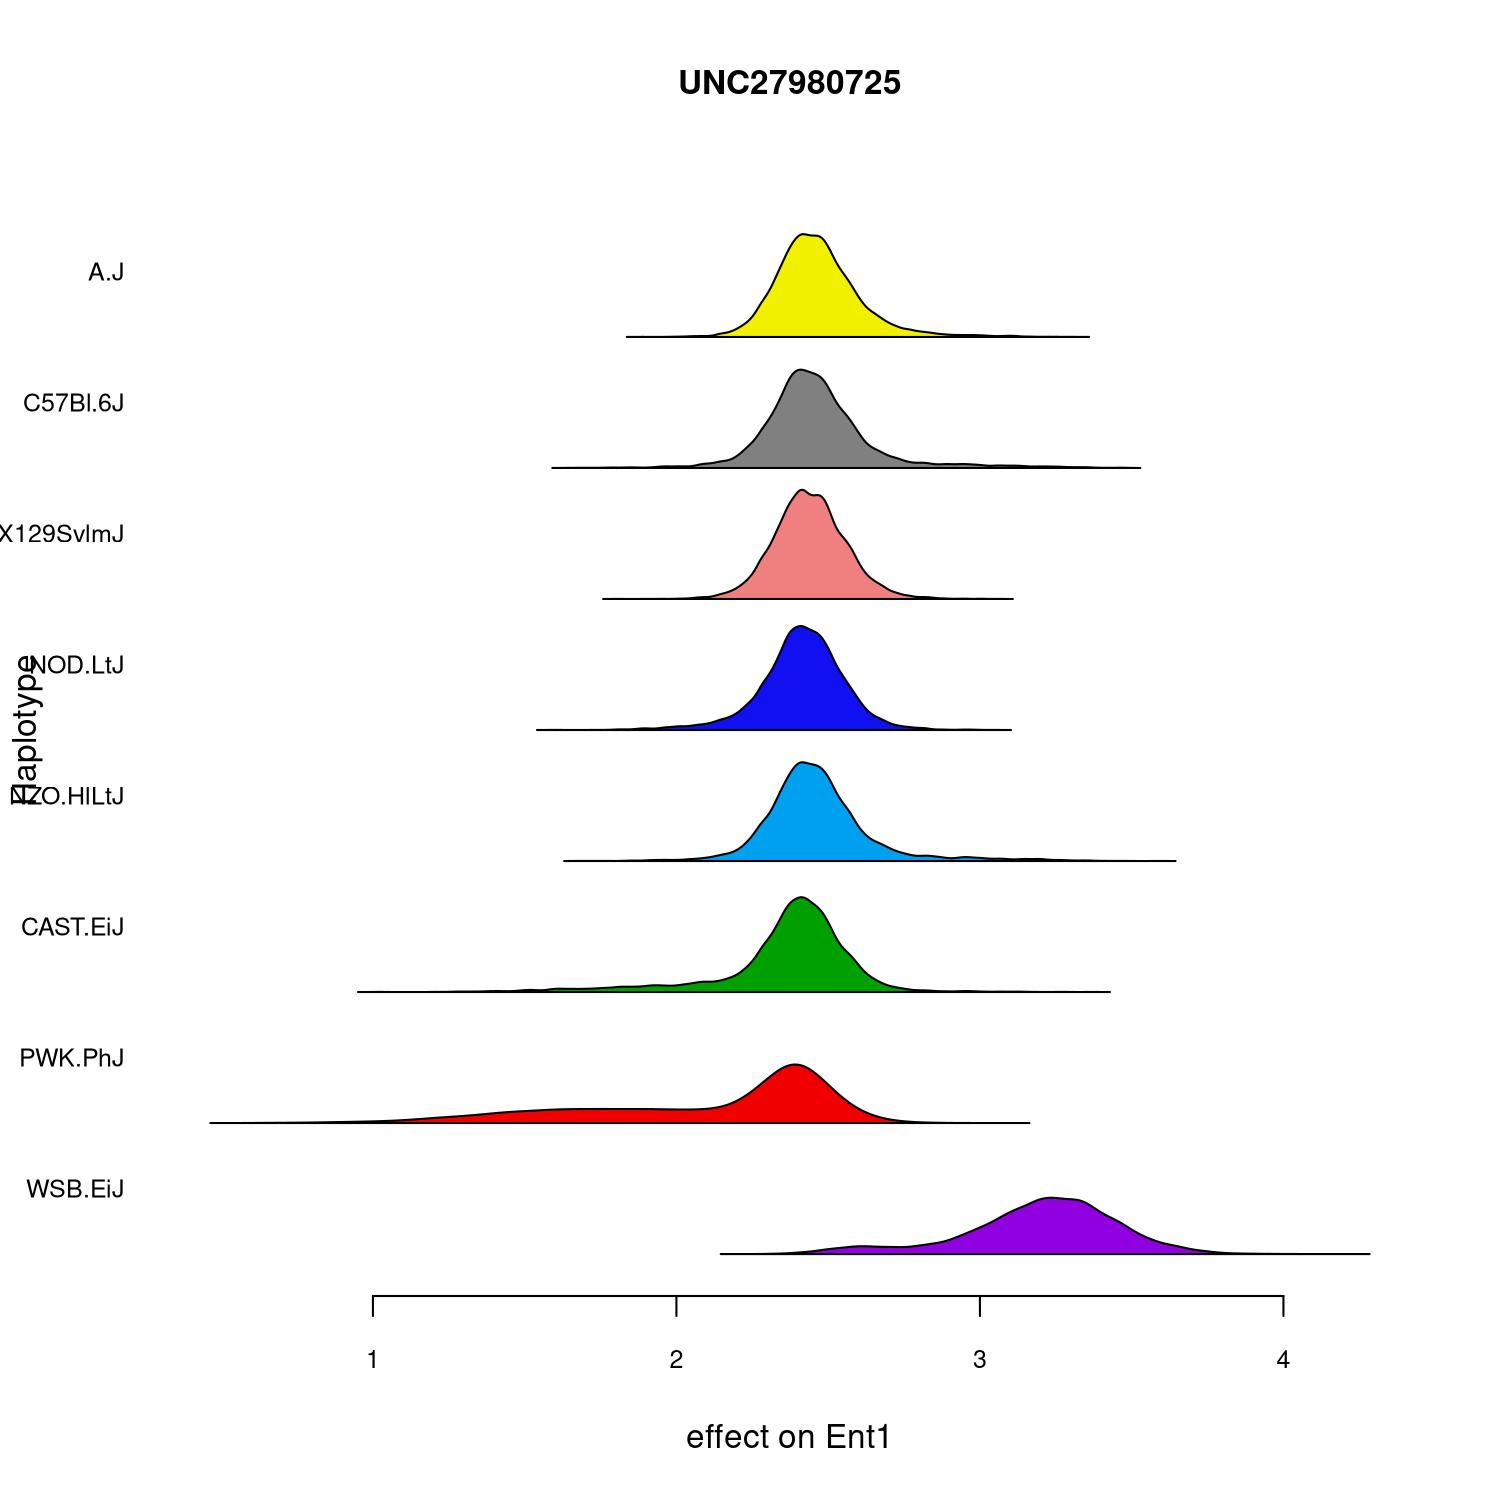 UNC27980725
A.J
C57Bl.6J
X129SvImJ
NOD.LtJ
Haplotype
NZO.HlLtJ
CAST.EiJ
PWK.PhJ
WSB.EiJ
1 2 3 4
effect on Ent1